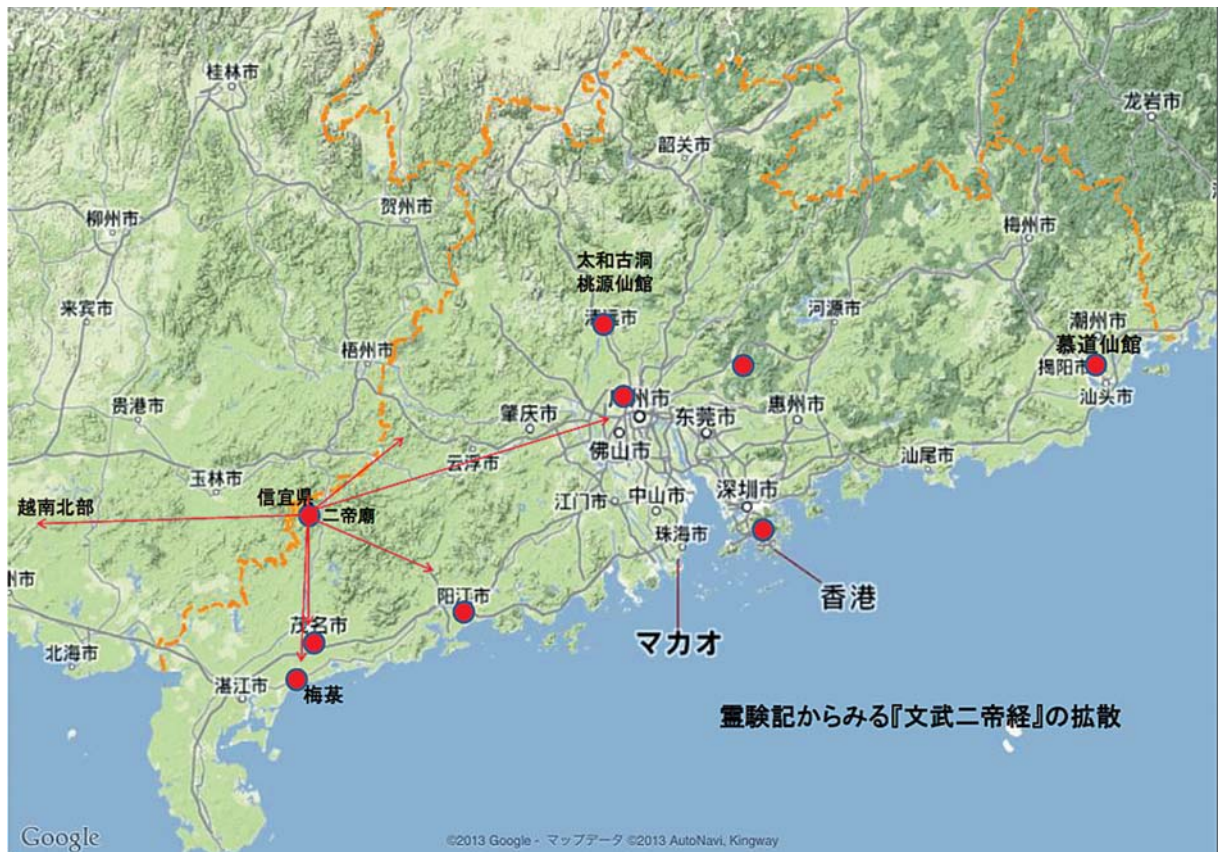 桂林市
龙岩市
韶关市
柳州市
贺州市
梅州市
太和古洞
桃源仙館
清远市
来宾市
河源市
潮州市
慕道仙館
揭阳市
汕头市
梧州市
贵港市
肇庆市
广州市
东莞市
惠州市
佛山市
云浮市
汕尾市
玉林市
信宜県
二帝廟
越南北部
江门市
中山市
深圳市
珠海市
州市
阳江市
香港
茂名市
マカオ
北海市
湛江市
梅菉
霊験記からみる『文武二帝経』の拡散
Google
©2013 Google - マップデータ ©2013 AutoNavi, Kingway